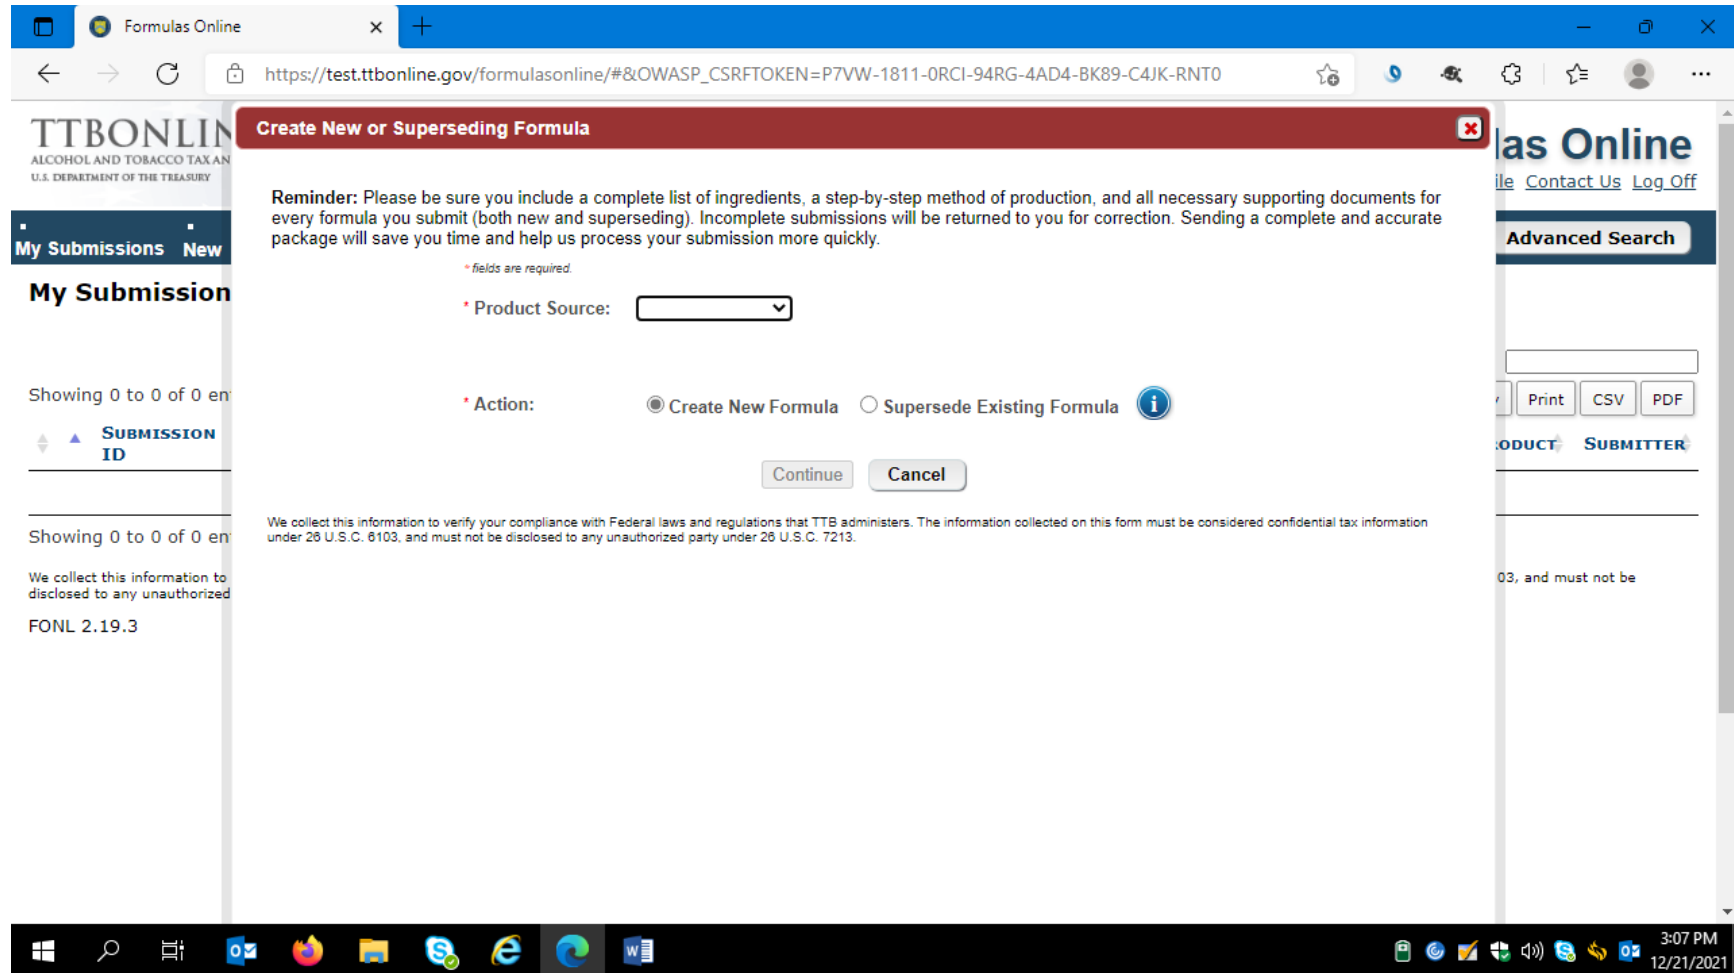 Formulas Online
https://test.ttbonline.gov/formulasonline/#&OWASP_CSRFTOKEN=P7VW-1811-0RCI-94RG-4AD4-BK89-C4JK-RNT0
TTBONLIN
ALCOHOL AND TOBACCO TAX AN
U.S. DEPARTMENT OF THE TREASURY
las Online
ile Contact Us Log Off
My Submissions New
Advanced Search
My Submission
Create New or Superseding Formula
Reminder: Please be sure you include a complete list of ingredients, a step-by-step method of production, and all necessary supporting documents for
every formula you submit (both new and superseding). Incomplete submissions will be returned to you for correction. Sending a complete and accurate
package will save you time and help us process your submission more quickly.
* fields are required.
* Product Source:
* Action: Create New Formula Supersede Existing Formula
Continue Cancel
We collect this information to verify your compliance with Federal laws and regulations that TTB administers. The information collected on this form must be considered confidential tax information
under 26 U.S.C. 6103, and must not be disclosed to any unauthorized party under 26 U.S.C. 7213.
Showing 0 to 0 of 0 en
Print CSV PDF
SUBMISSION
ID
ODUCT SUBMITTER
Showing 0 to 0 of 0 en
We collect this information to
03, and must not be
disclosed to any unauthorized
FONL 2.19.3
3:07 PM
12/21/2021